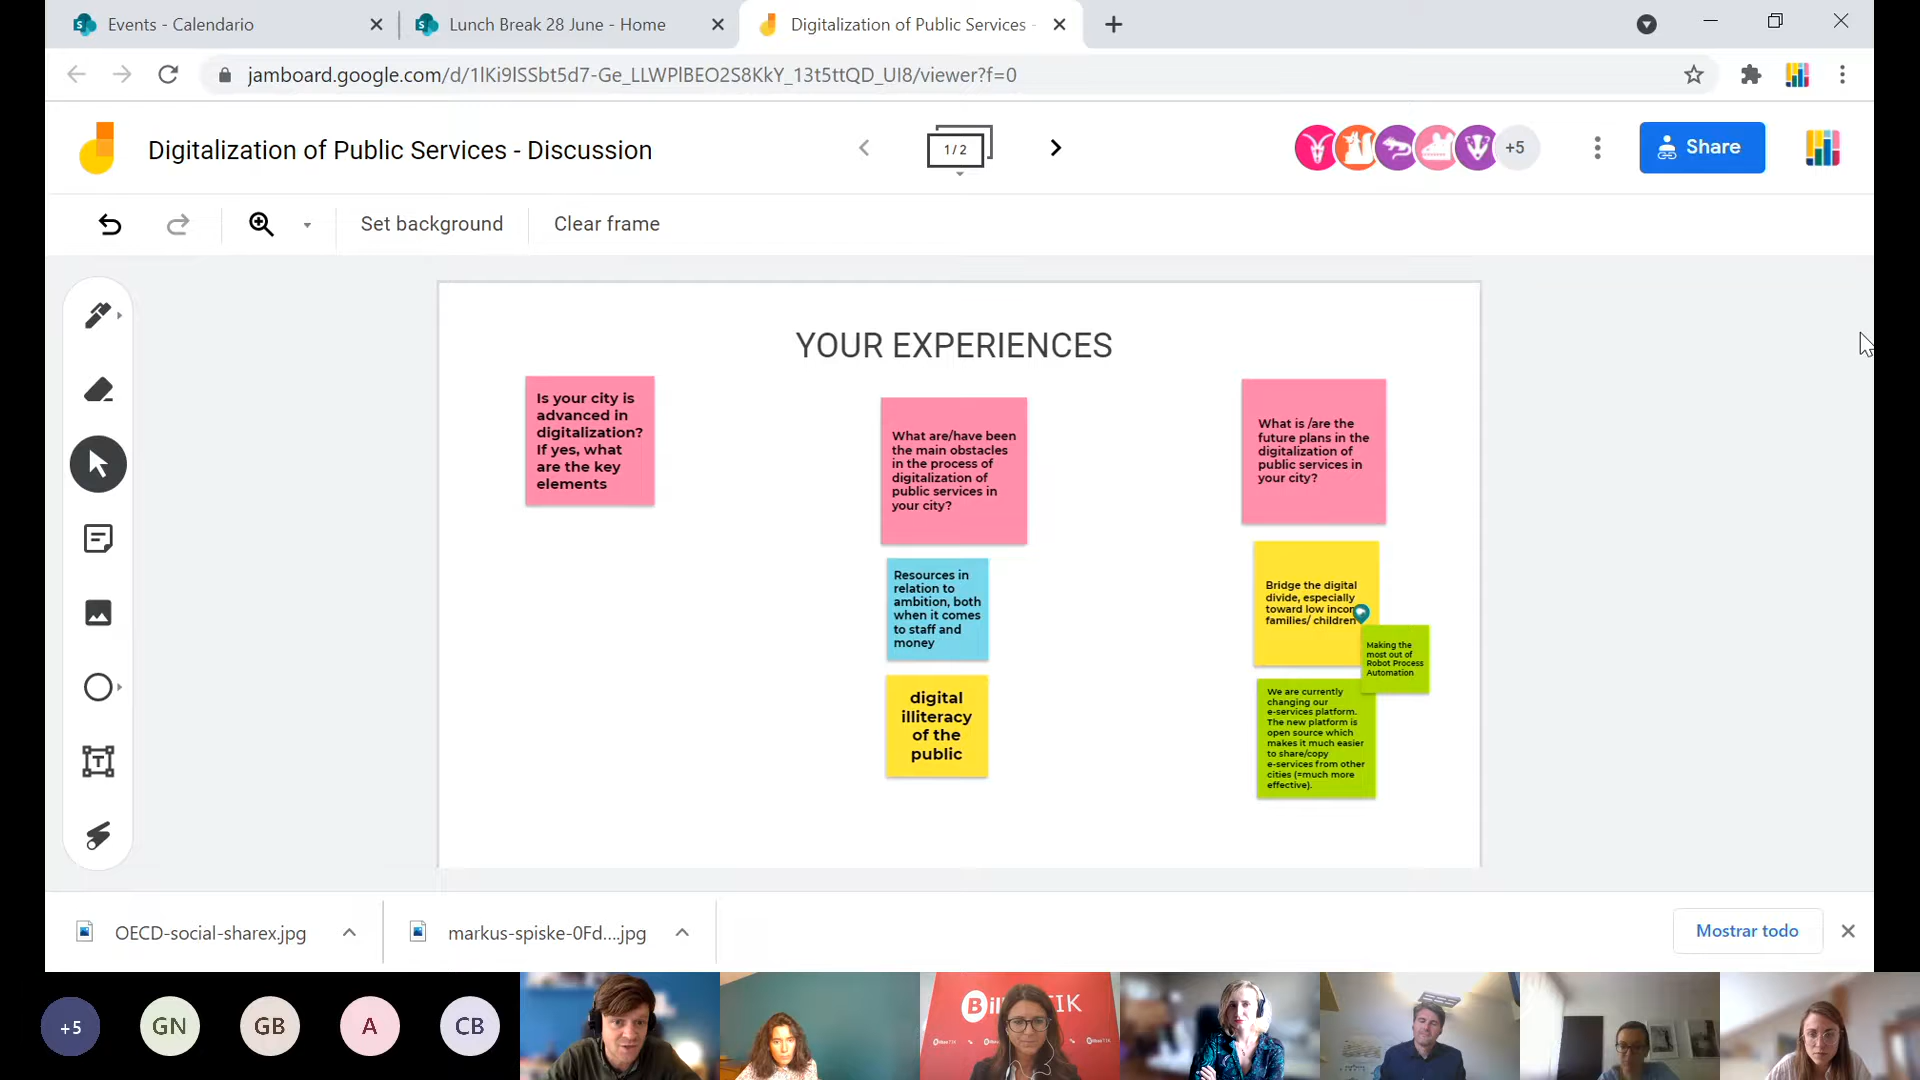 Events - Calendario
Lunch Break 28 June - Home
Digitalization of Public Services -
jamboard.google.com/d/1lKi9lSSbt5d7-Ge_LLWPlBEO2S8KkY_13t5ttQD_UI8/viewer?f=0
Digitalization of Public Services - Discussion
1/2
+5
Share
Set background
Clear frame
YOUR EXPERIENCES
Is your city is
advanced in
digitalization?
If yes, what
are the key
elements
What are/have been
the main obstacles
in the process of
digitalization of
public services in
your city?
Resources in
relation to
ambition, both
when it comes
to staff and
money
digital
illiteracy
of the
public
What is /are the
future plans in the
digitalization of
public services in
your city?
Bridge the digital
divide, especially
toward low incom
families/ children
Making the
most out of
Robot Process
Automation
We are currently
changing our
e-services platform.
The new platform is
open source which
makes it much easier
to share/copy
e-services from other
cities (=much more
effective).
OECD-social-sharex.jpg
markus-spiske-0Fd....jpg
Mostrar todo
+5
GN
GB
A
CB